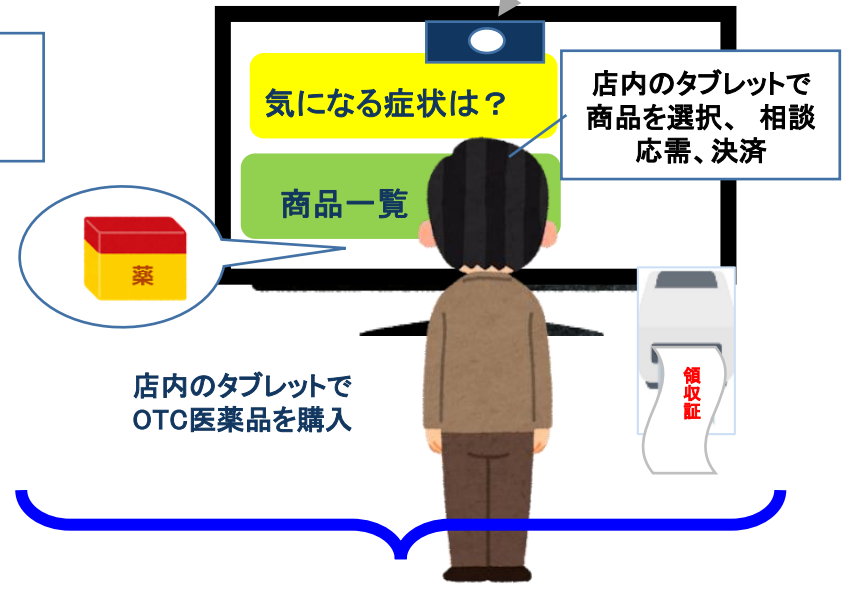 気になる症状は？
店内のタブレットで
商品を選択、 相談
応需、決済
商品一覧
薬
店内のタブレットで
OTC医薬品を購入
領収証